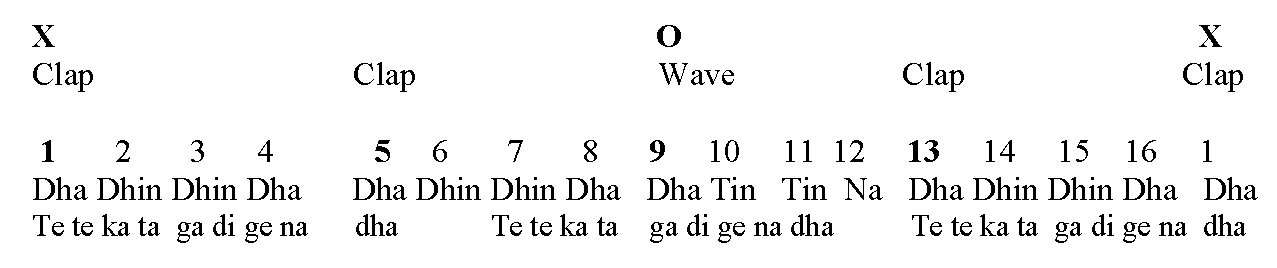 X O X
Clap Clap Wave Clap Clap
1 2 3 4 5 6 7 8 9 10 11 12 13 14 15 16 1
Dha Dhin Dhin Dha Dha Dhin Dhin Dha Dha Tin Tin Na Dha Dhin Dhin Dha Dha
Te te ka ta ga di ge na dha Te te ka ta ga di ge na dha Te te ka ta ga di ge na dha